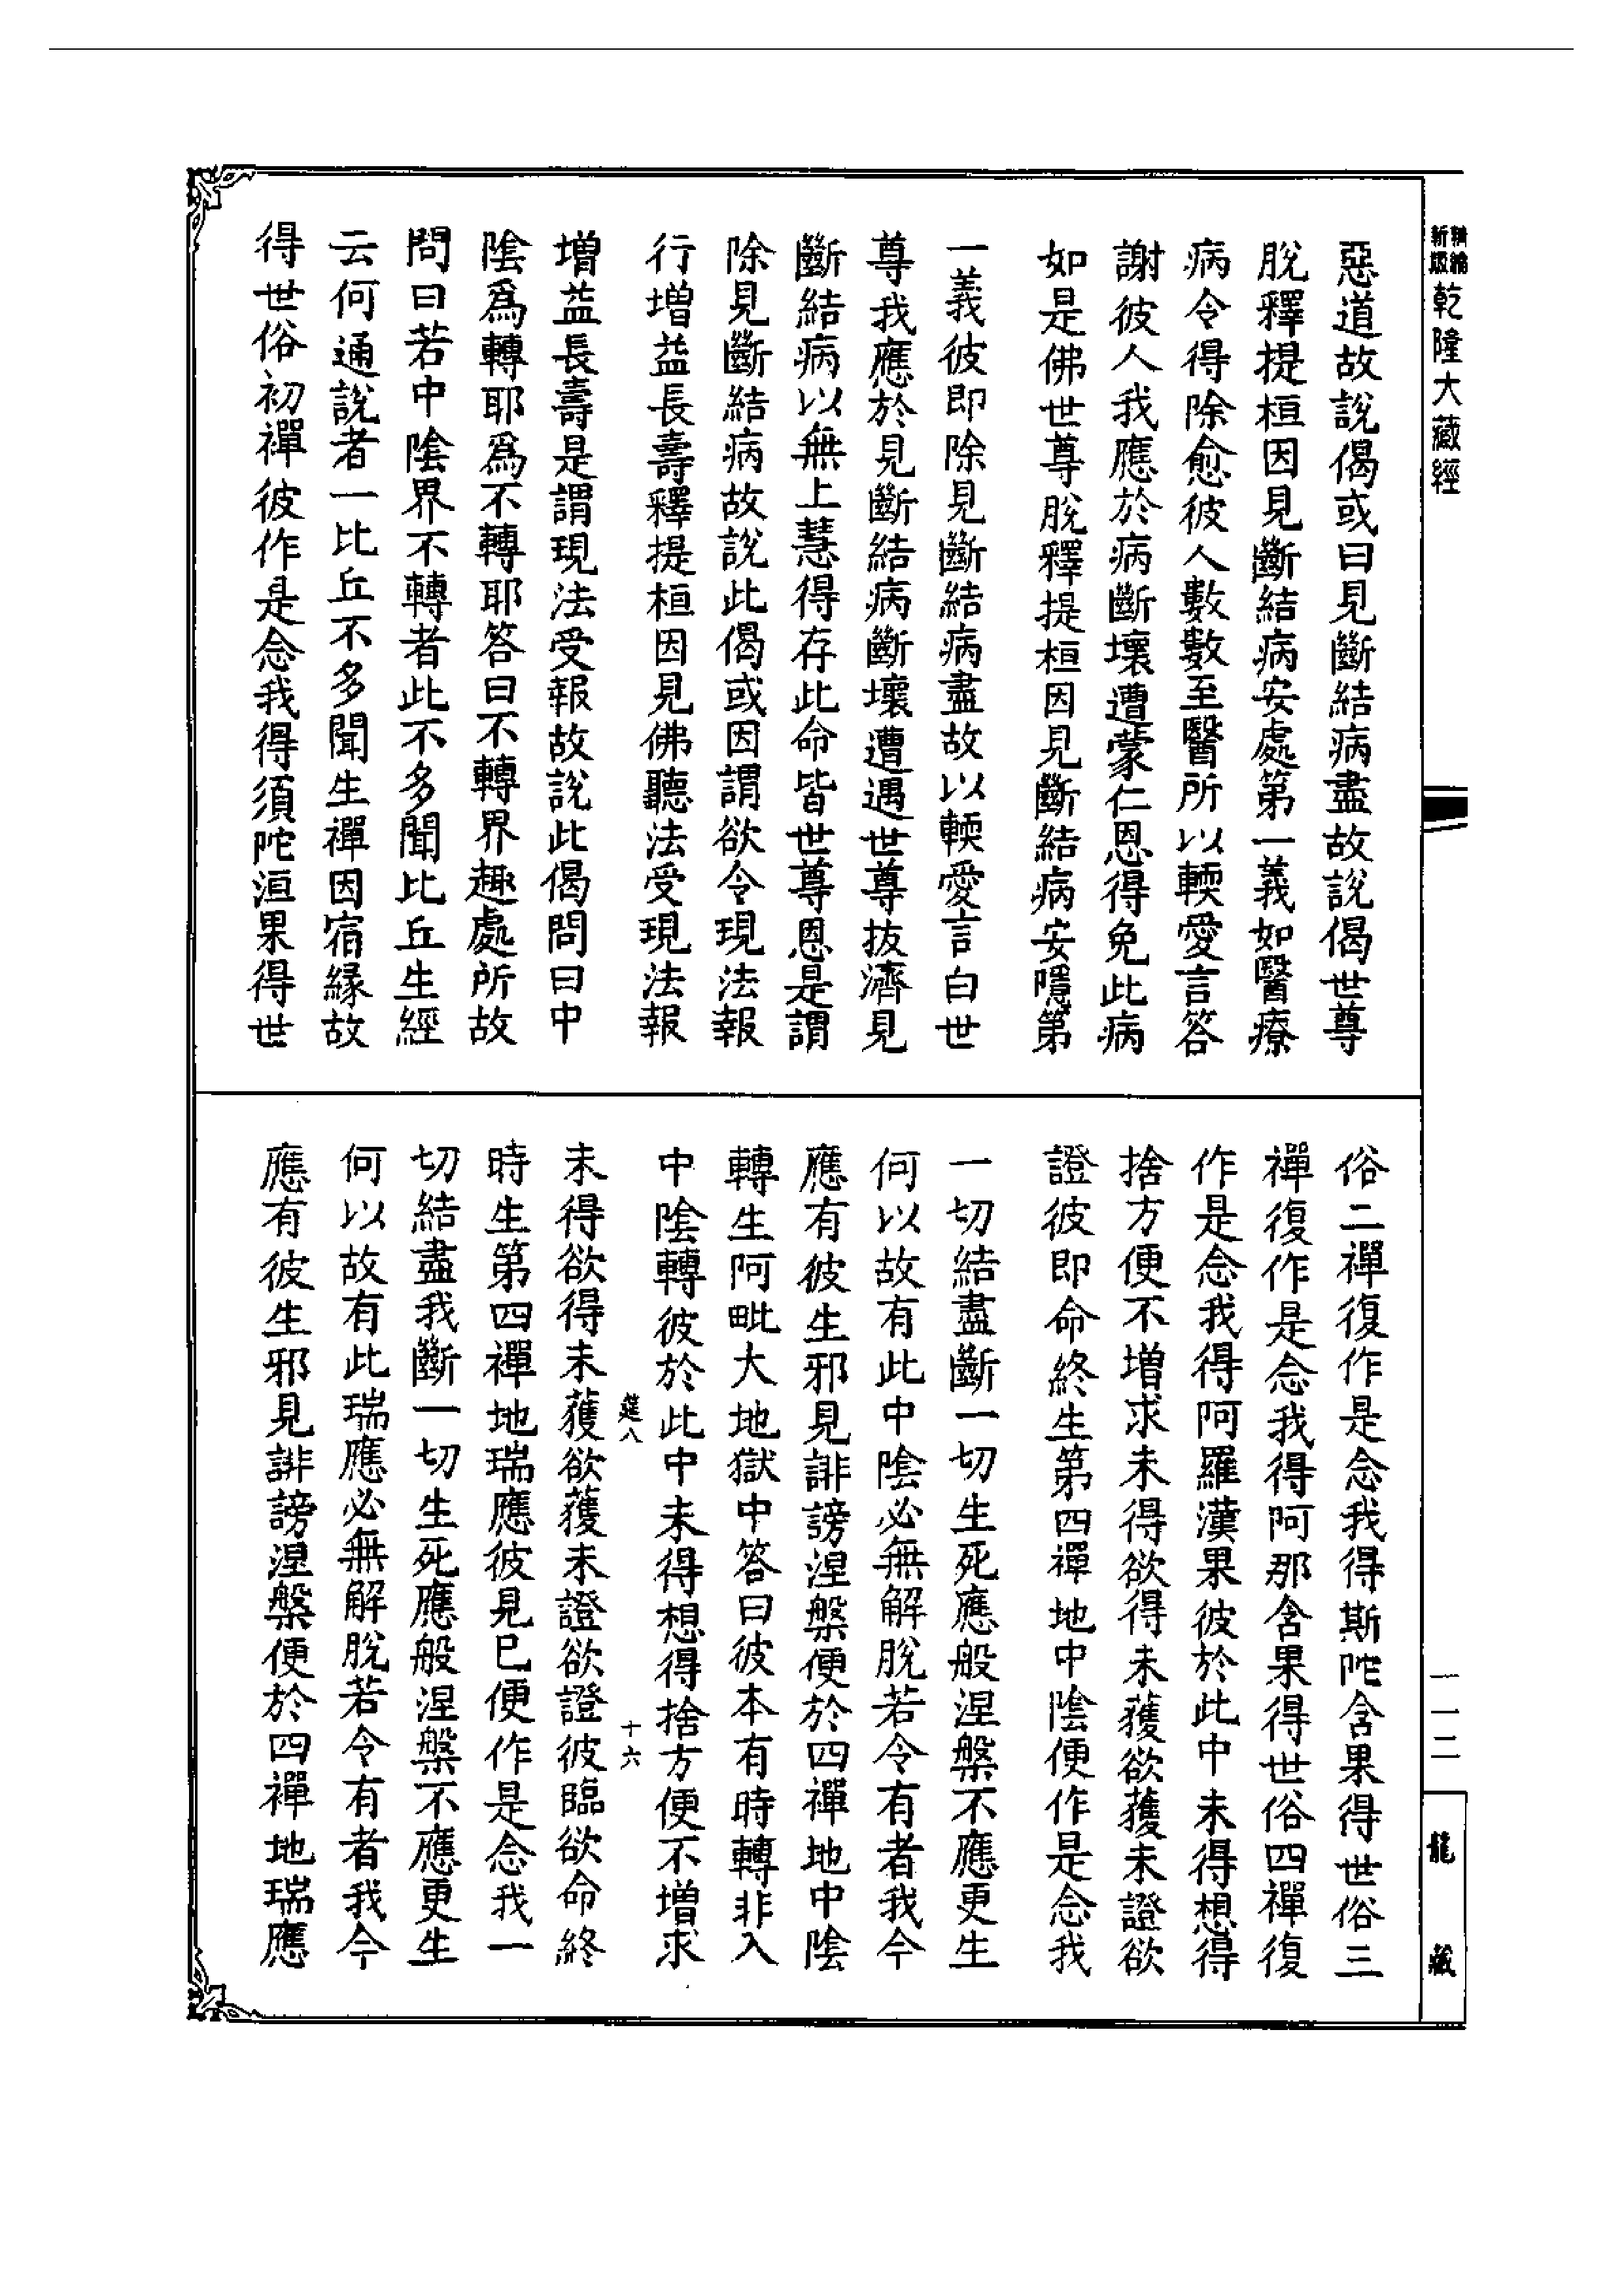 新編
新版
乾隆大藏經
惡道故說偈或曰見斷結病盡故說偈世尊
脫釋提桓因見斷結病安處第一義如醫療
病令得除愈彼人數數至醫所以輭愛言答
謝彼人我應於病斷壞遭蒙仁恩得免此病
如是佛世尊脫釋提桓因見斷結病安隱第
一義彼即除見斷結病盡故以輭愛言白世
尊我應於見斷結病斷壞遭遇世尊拔濟見
斷結病以無上慧得存此命皆世尊恩是謂
除見斷結病故說此偈或因謂欲令現法報
行增益長壽釋提桓因見佛聽法受現法報
增益長壽是謂現法受報故說此偈問曰中
陰爲轉耶爲不轉耶答曰不轉界趣處所故
問曰若中陰界不轉者此不多聞比丘生經
云何通說者一比丘不多聞生禪因宿緣故
得世俗初禪彼作是念我得須陀洹果得世
俗二禪復作是念我得斯陀含果得世俗三
禪復作是念我得阿那含果得世俗四禪復
作是念我得阿羅漢果彼於此中未得想得
捨方便不增求未得欲得未獲欲獲未證欲
證彼即命終生第四禪地中陰便作是念我
一切結盡斷一切生死應般涅槃不應更生
何以故有此中陰必無解脫若令有者我今
應有彼生邪見誹謗涅槃便於四禪地中陰
轉生阿毗大地獄中答曰彼本有時轉非入
中陰轉彼於此中未得想得捨方便不增求
筵八
十六
未得欲得未獲欲獲未證欲證彼臨欲命終
時生第四禪地瑞應彼見巳便作是念我一
切結盡我斷一切生死應般涅槃不應更生
何以故有此瑞應必無解脫若令有者我今
應有彼生邪見誹謗涅槃便於四禪地瑞應
一一二
龍藏